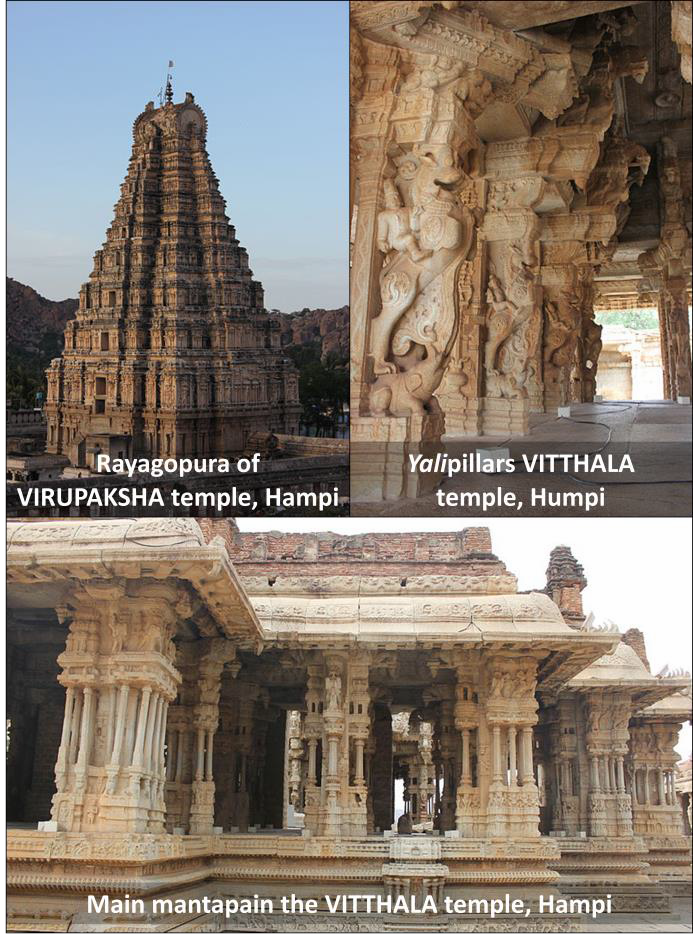 Rayagopura of
VIRUPAKSHA temple, Hampi
Yalipillars VITTHALA
temple, Humpi
Main mantapain the VITTHALA temple, Hampi